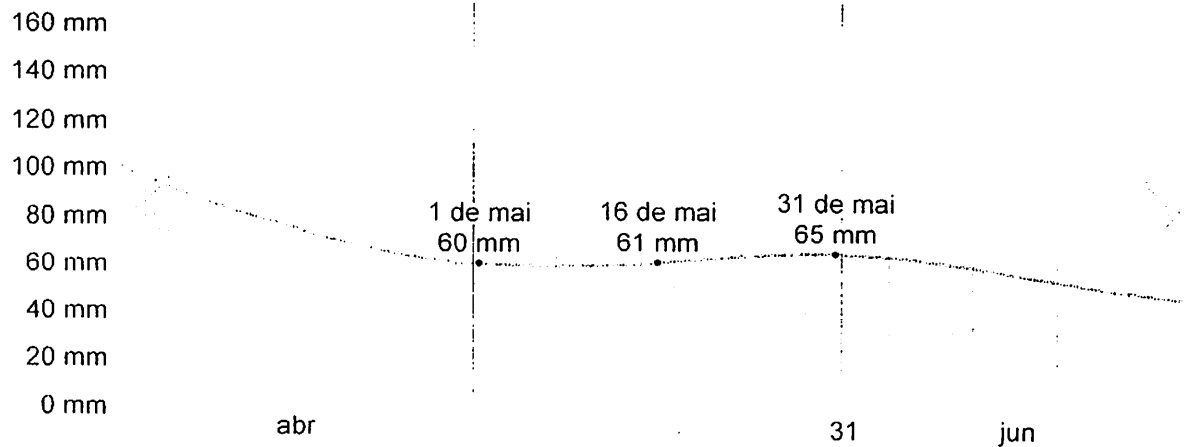 160 mm
140 mm
120 mm
100 mm
80 mm
60 mm
40 mm
20 mm
0 mm
1 de mai
60 mm
16 de mai
61 mm
31 de mai
65 mm
abr
31
jun